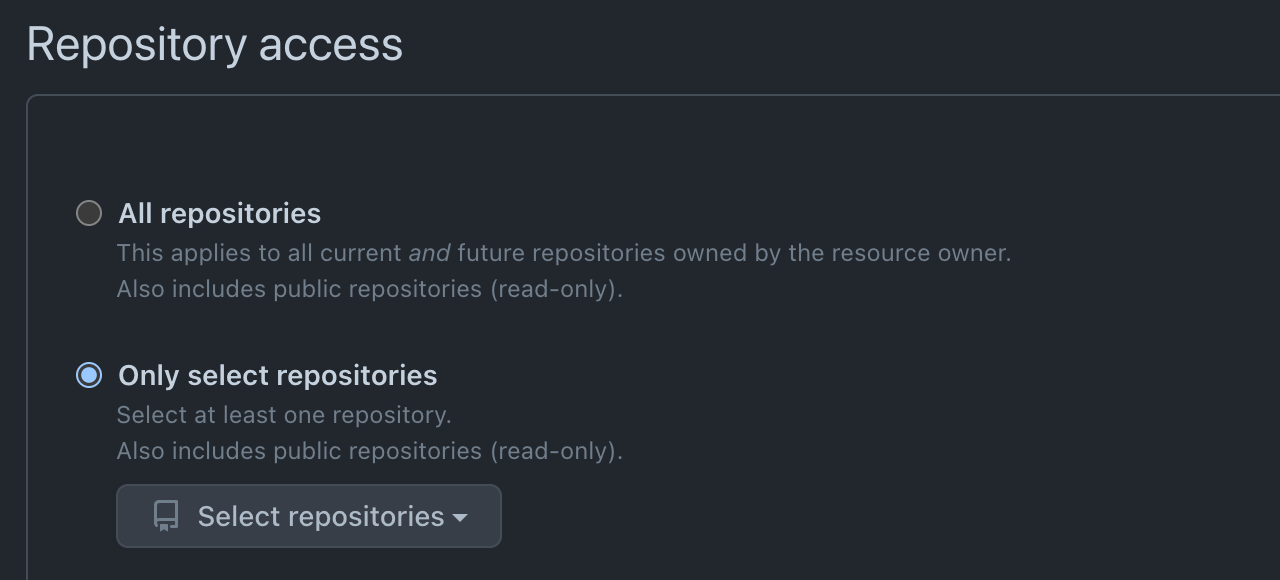 Repository access
All repositories
This applies to all current and future repositories owned by the resource owner.
Also includes public repositories (read-only).
Only select repositories
Select at least one repository.
Also includes public repositories (read-only).
Select repositories